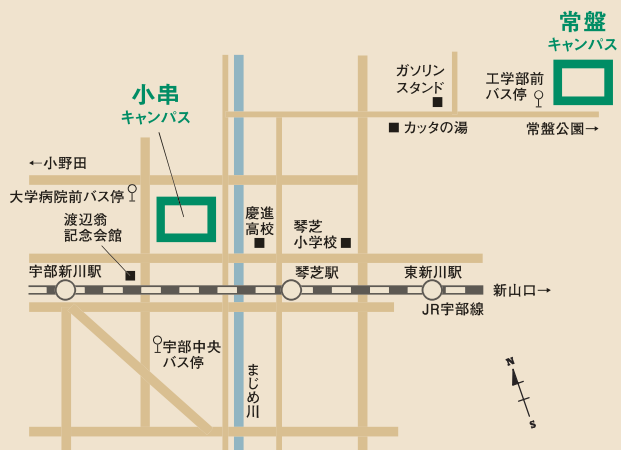 常盤
キャンパス
ガソリン
スタンド
工学部前
バス停
小串
キャンパス
カッタの湯
常盤公園→
←小野田
大学病院前バス停
渡辺翁
記念会館
慶進
高校
琴芝
小学校
宇部新川駅
琴芝駅
東新川駅
新山口→
JR宇部線
宇部中央
バス停
まじめ川
N
S